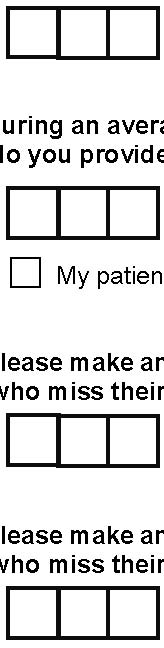 uring an avera
lo you provide
My patien
lease make an
who miss their
lease make an
who miss their